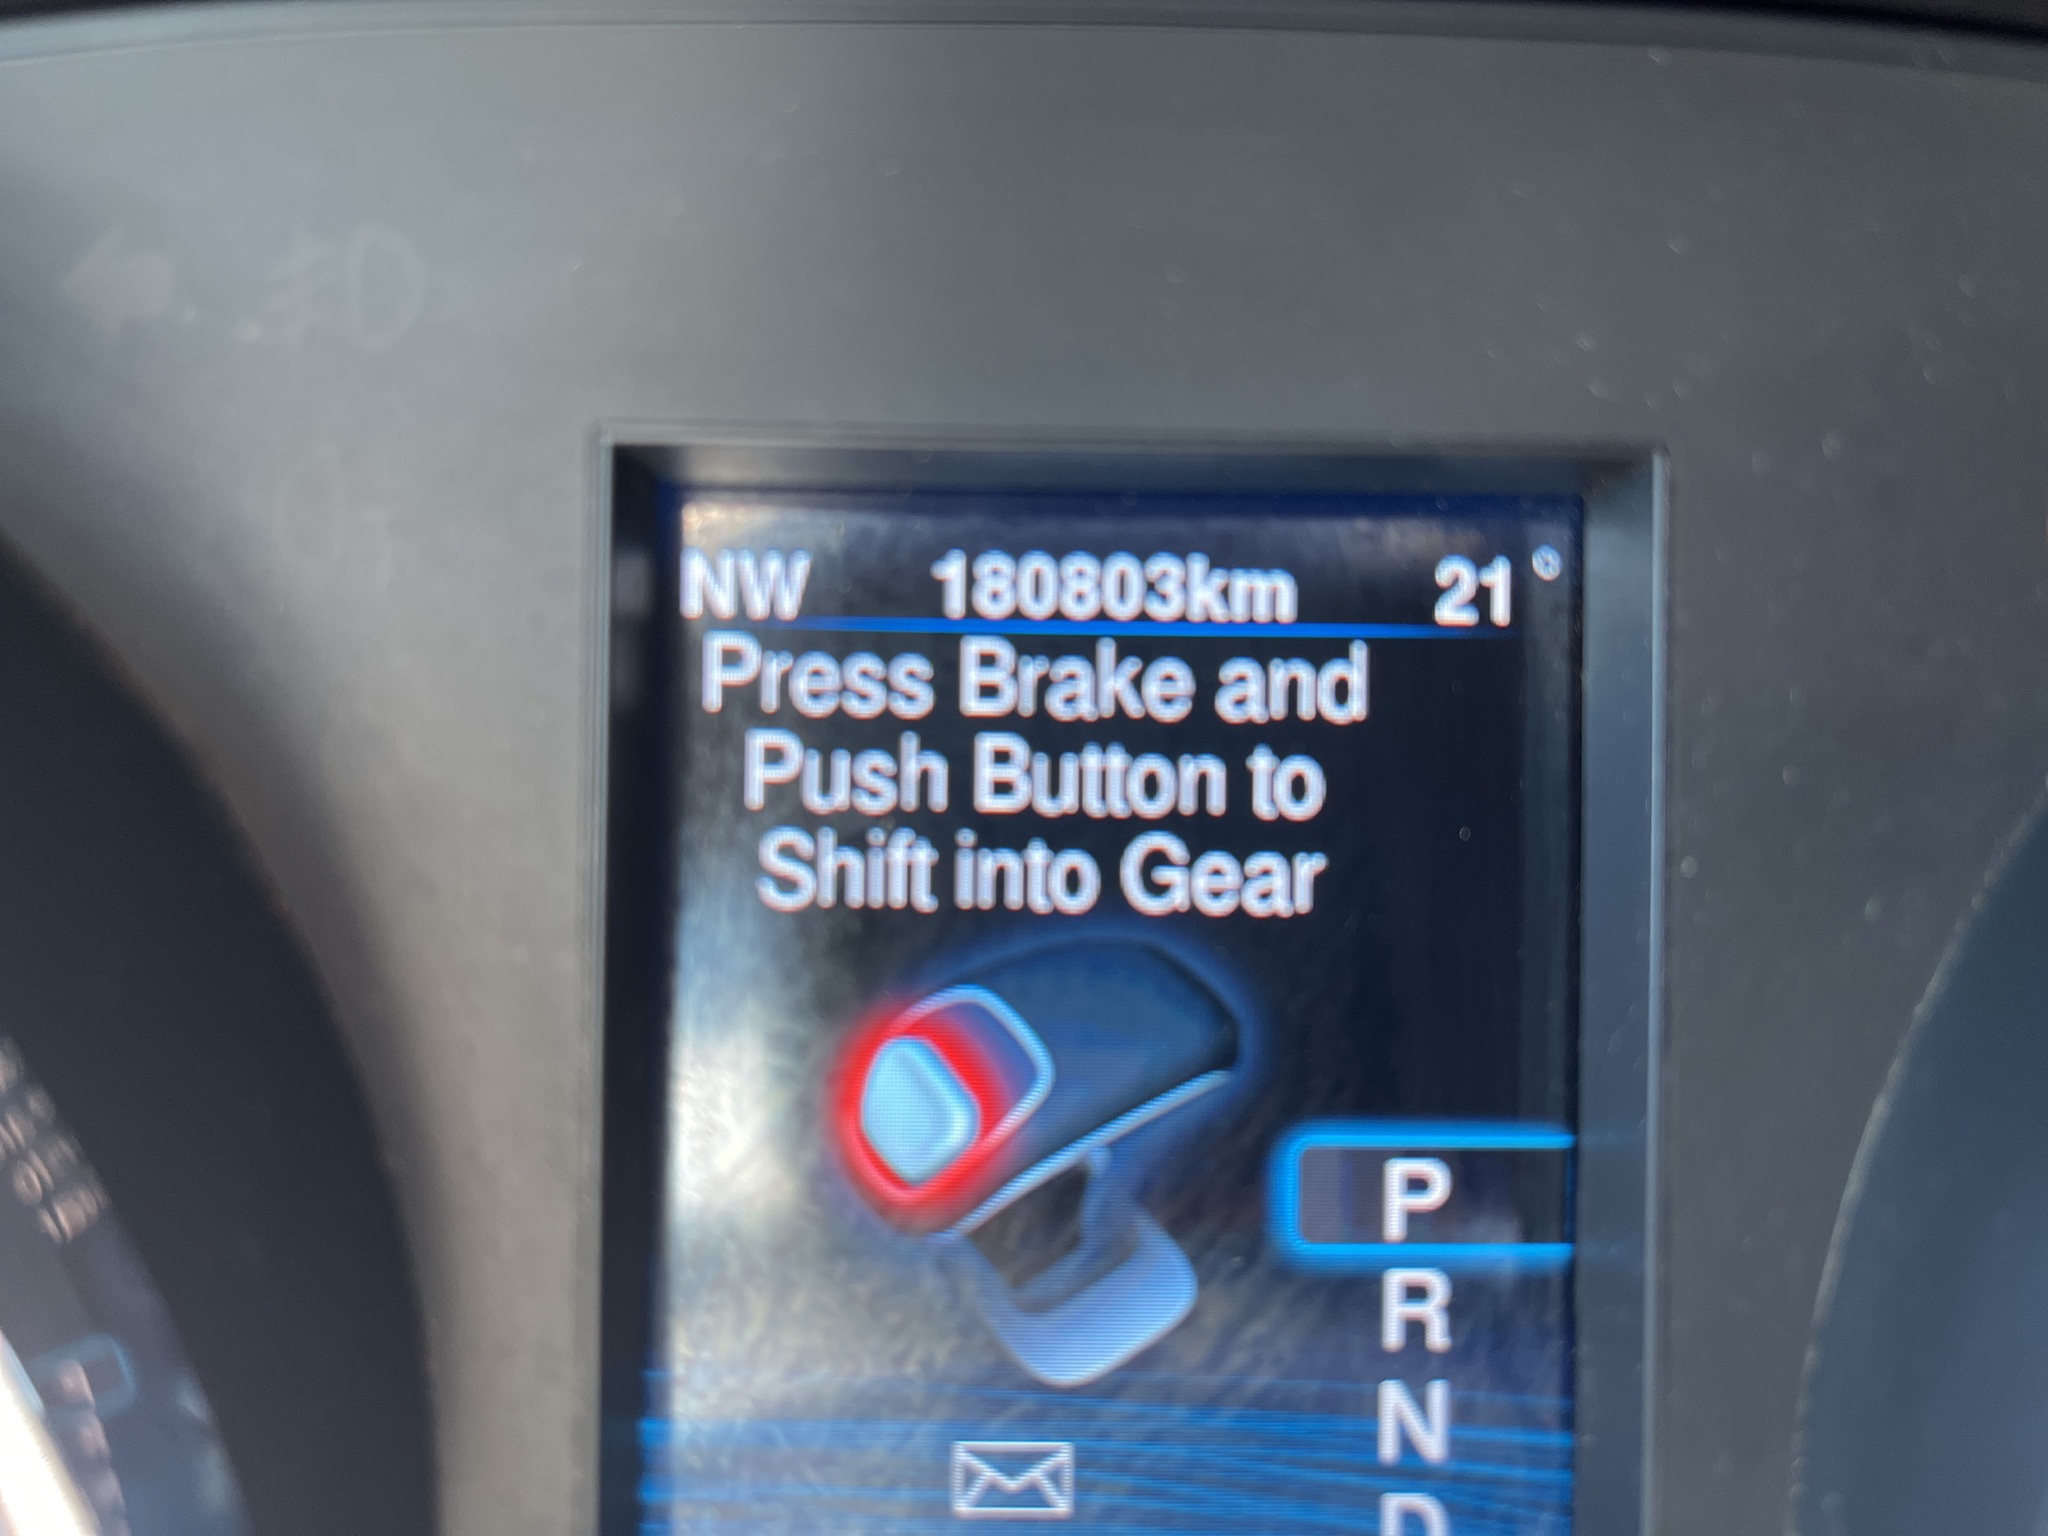 NW 180803km 21°
Press Brake and
Push Button to
Shift into Gear
P
R
N
D